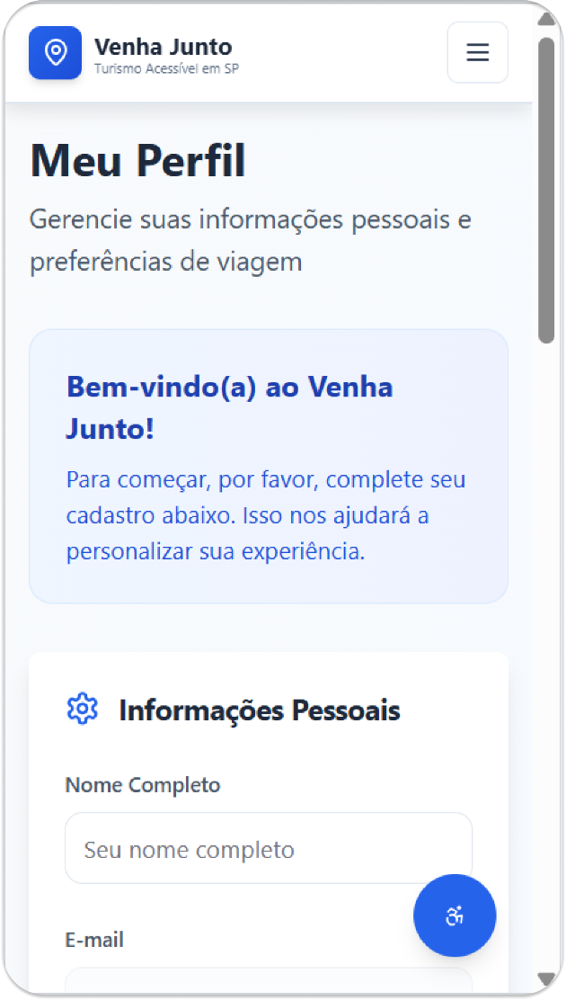 Venha Junto
Turismo Acessível em SP
Meu Perfil
Gerencie suas informações pessoais e
preferências de viagem
Bem-vindo(a) ao Venha
Junto!
Para começar, por favor, complete seu
cadastro abaixo. Isso nos ajudará a
personalizar sua experiência.
Informações Pessoais
Nome Completo
Seu nome completo
E-mail